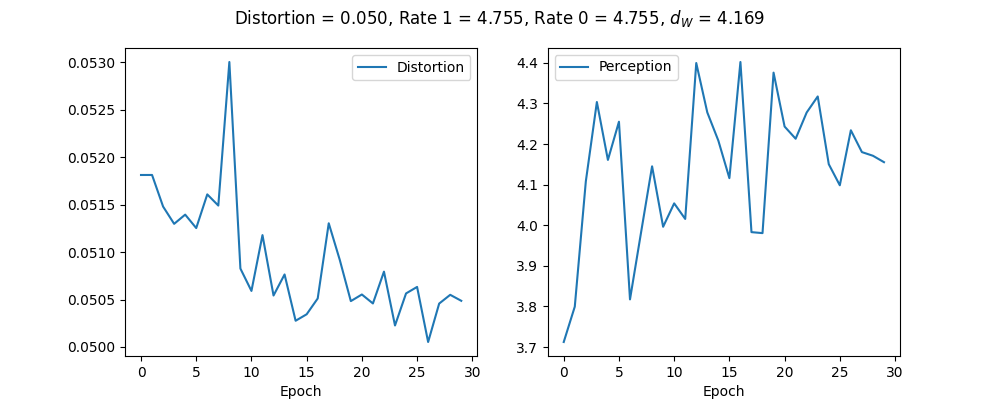 Distortion = 0.050, Rate 1 = 4.755, Rate 0 = 4.755, d_W = 4.169
Distortion
0.0530
0.0525
0.0520
0.0515
0.0510
0.0505
0.0500
0 5 10 15 20 25 30
Epoch
Perception
4.4
4.3
4.2
4.1
4.0
3.9
3.8
3.7
0 5 10 15 20 25 30
Epoch